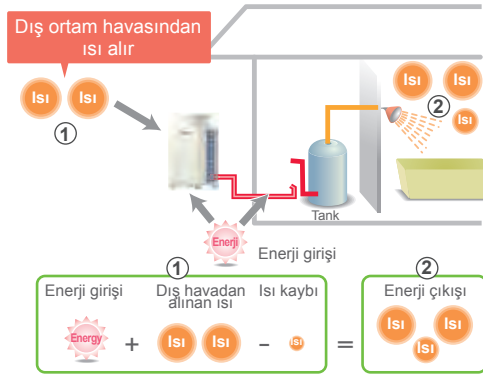 Dış ortam havasından
ısı alır
Isı Isı
1
Isı Isı
2
Isı
Tank
Enerji
Enerji girişi
1
2
Enerji girişi Dış havadan Isı kaybı Enerji çıkışı
alınan ısı
Energy + Isı Isı – Isı = Isı Isı
Isı